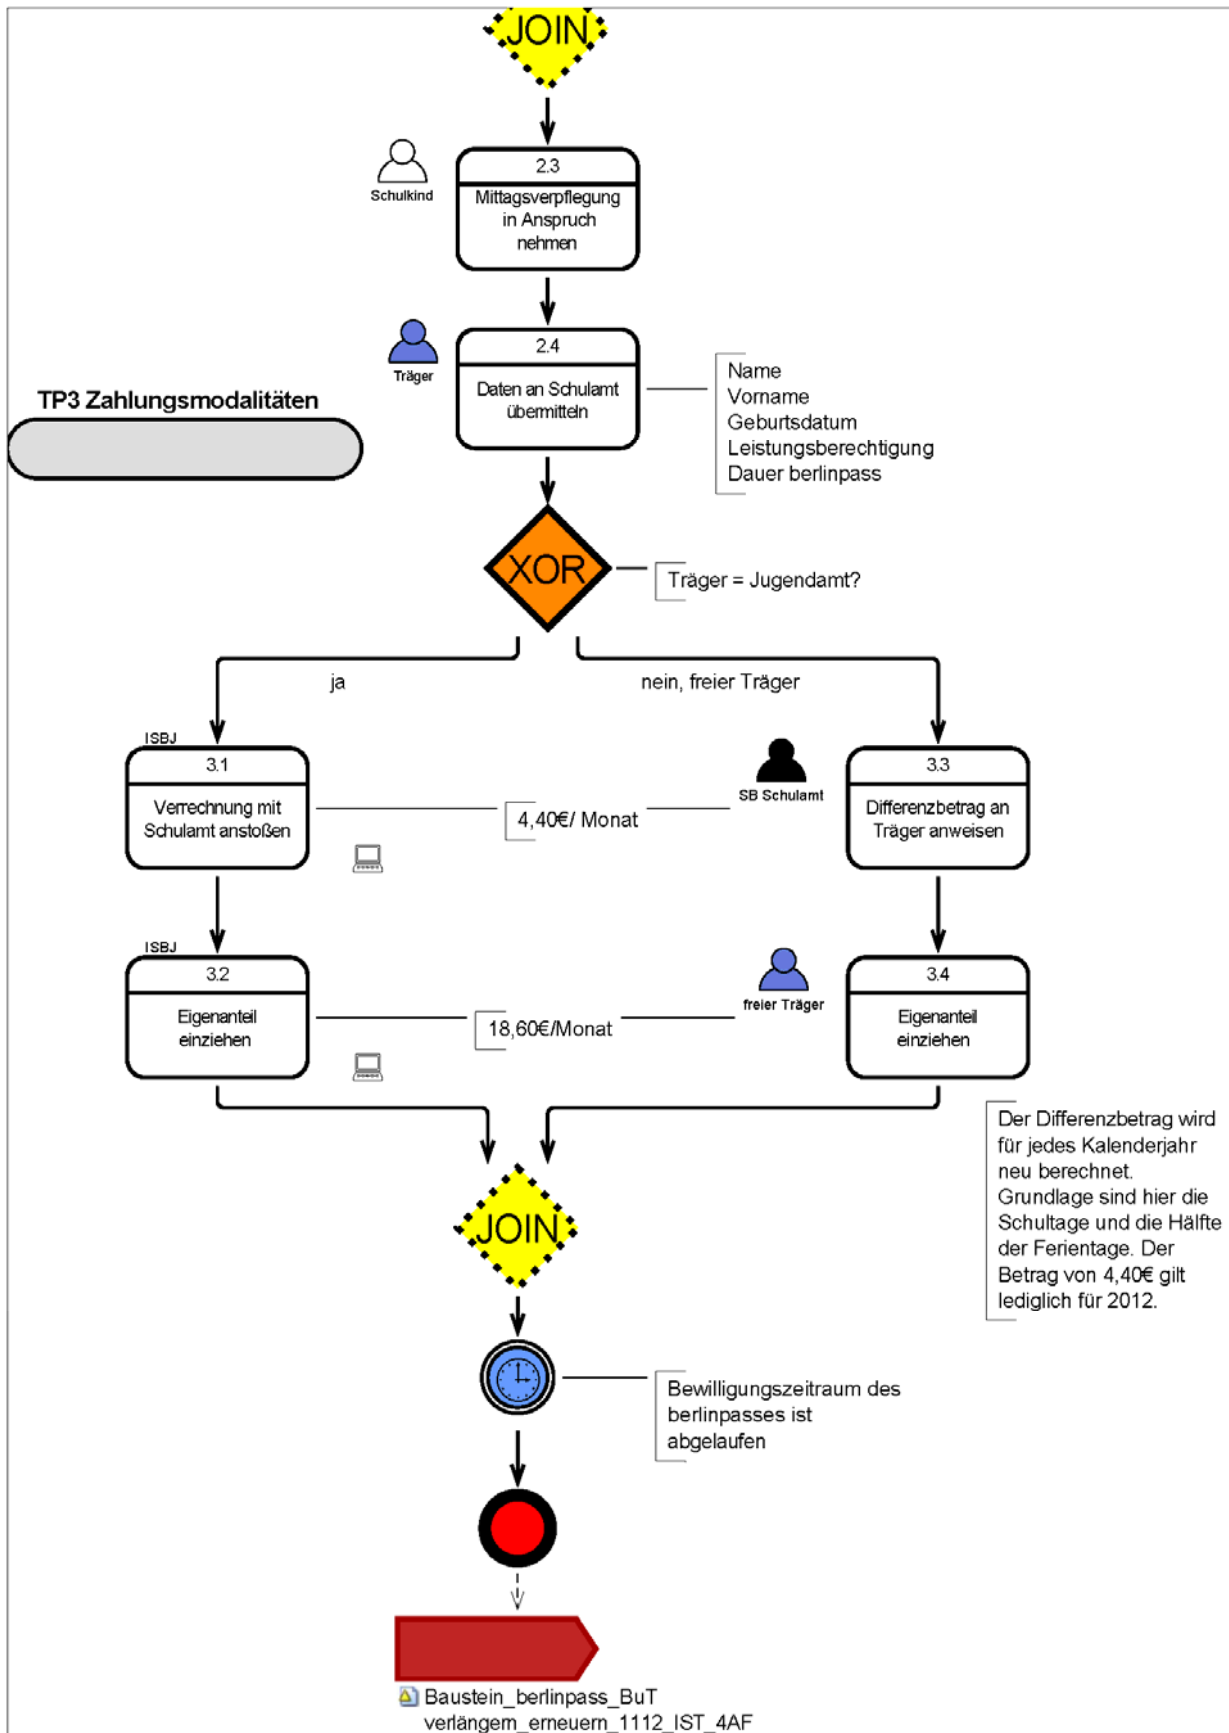 JOIN
2.3
Schulkind
Mittagsverpflegung
in Anspruch
nehmen
2.4
Träger
Daten an Schulamt
übermitteln
Name
Vorname
Geburtsdatum
Leistungsberechtigung
Dauer berlinpass
TP3 Zahlungsmodalitäten
XOR
Träger = Jugendamt?
ja
nein, freier Träger
ISBJ
3.1
Verrechnung mit
Schulamt anstoßen
4,40€/ Monat
SB Schulamt
3.3
Differenzbetrag an
Träger anweisen
ISBJ
3.2
Eigenanteil
einziehen
18,60€/Monat
freier Träger
3.4
Eigenanteil
einziehen
Der Differenzbetrag wird
für jedes Kalenderjahr
neu berechnet.
Grundlage sind hier die
Schultage und die Hälfte
der Ferientage. Der
Betrag von 4,40€ gilt
lediglich für 2012.
JOIN
Bewilligungszeitraum des
berlinpasses ist
abgelaufen
Baustein_berlinpass_BuT
verlängern_erneuern_1112_IST_4AF